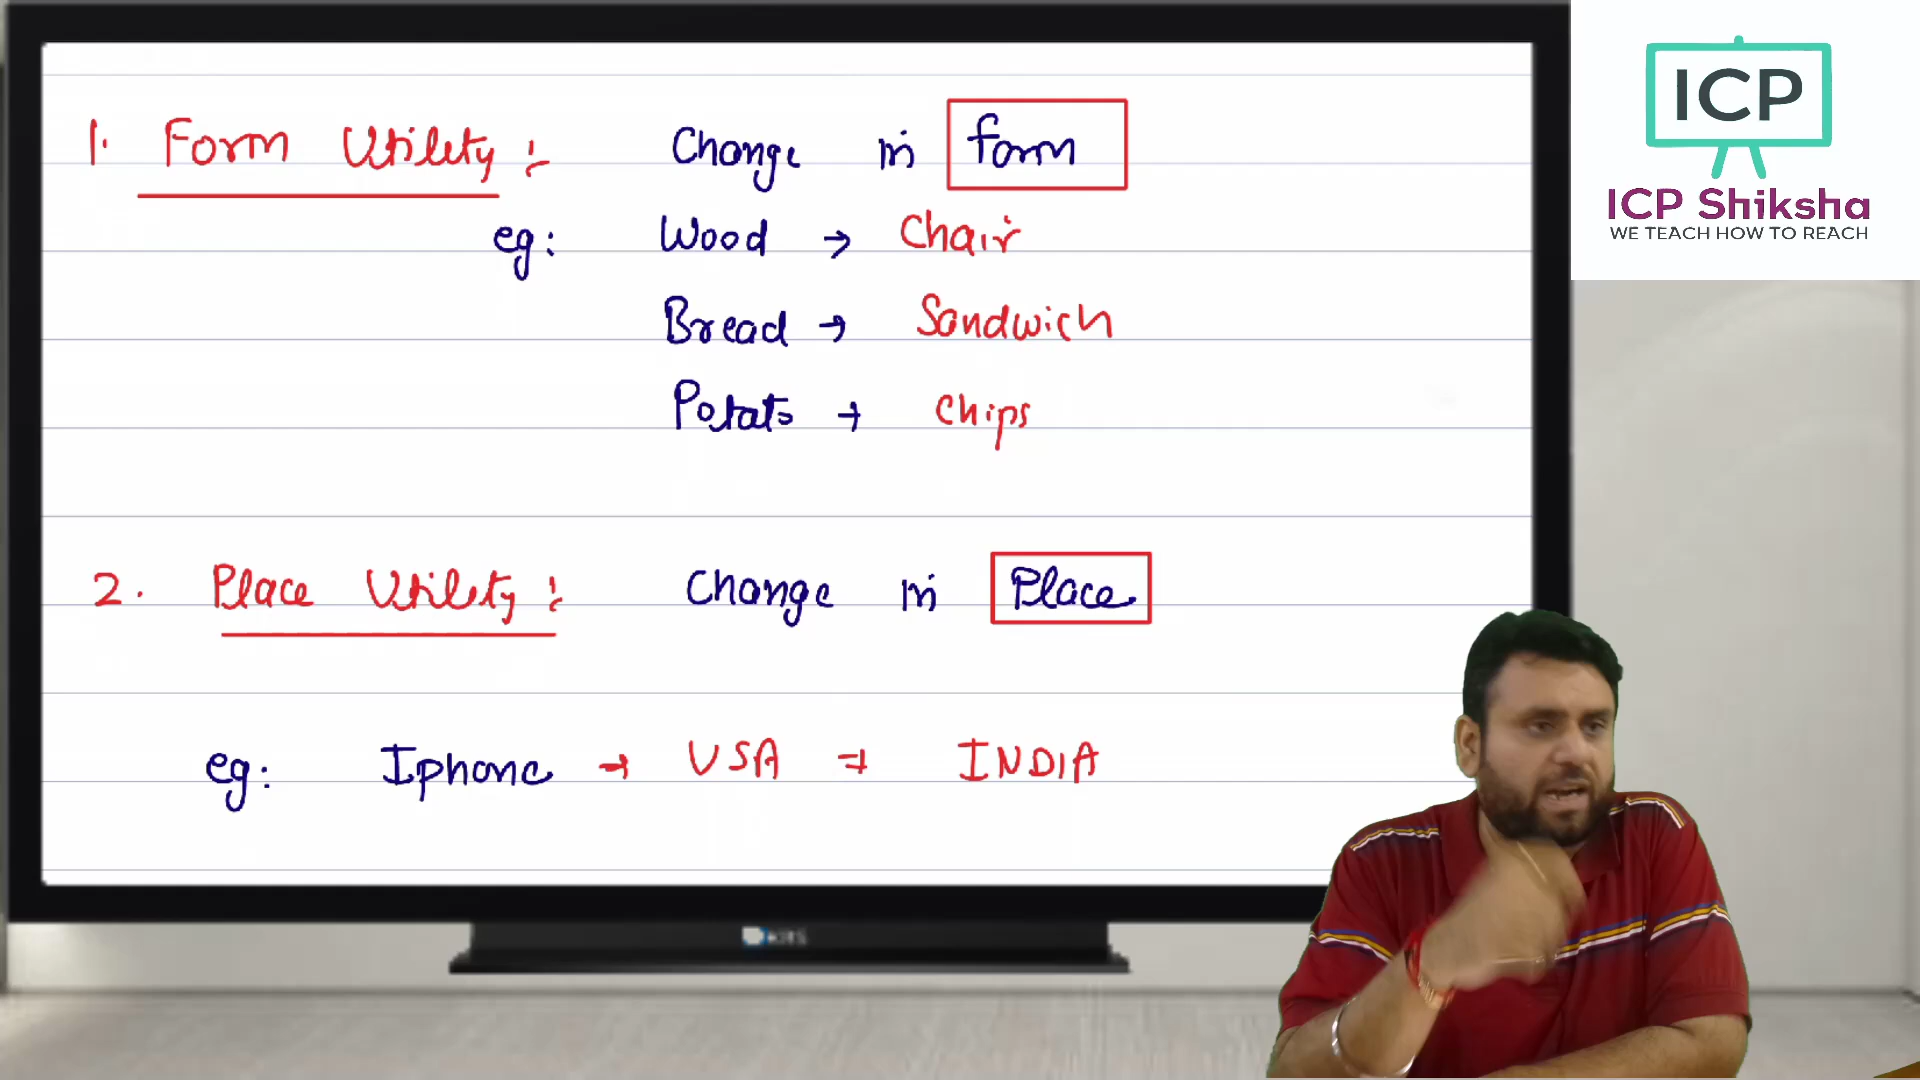 1. Form Utility :- Change in form
eg: Wood → Chair
Bread → Sandwich
Potato → Chips
2. Place Utility :- Change in Place
eg: Iphone → USA → INDIA
ICP
ICP Shiksha
WE TEACH HOW TO REACH